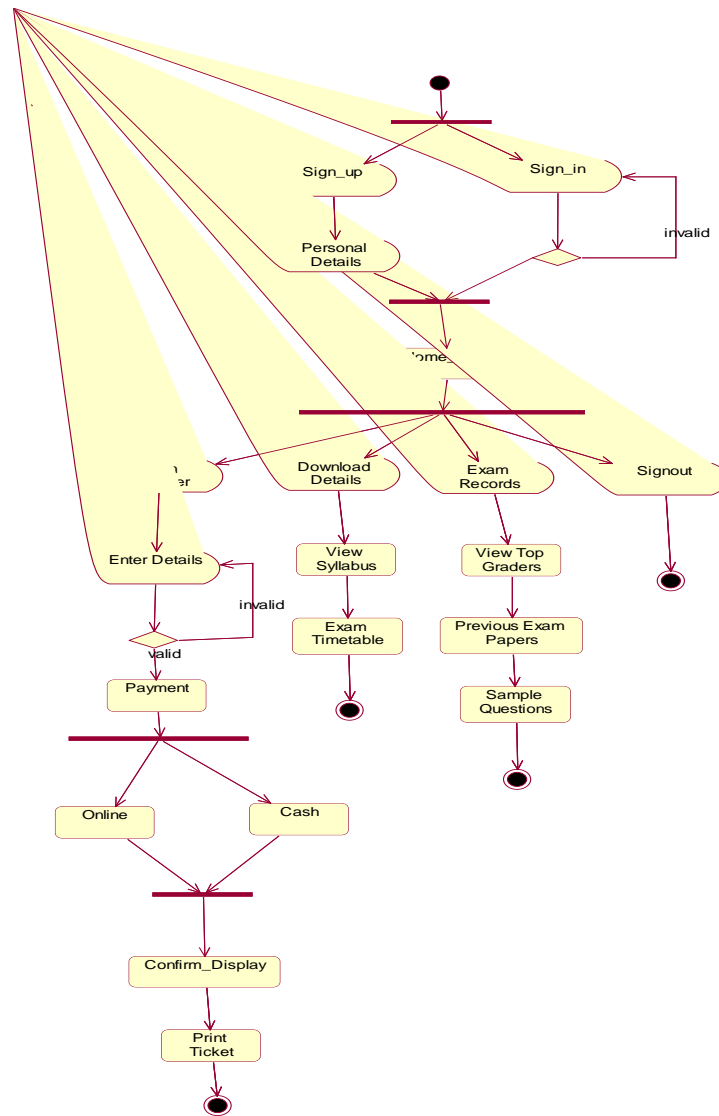 Sign_up
Sign_in
invalid
Personal
Details
Download
Details
Exam
Records
Signout
Enter Details
invalid
valid
View
Syllabus
View Top
Graders
Exam
Timetable
Previous Exam
Papers
Payment
Sample
Questions
Online
Cash
Confirm_Display
Print
Ticket